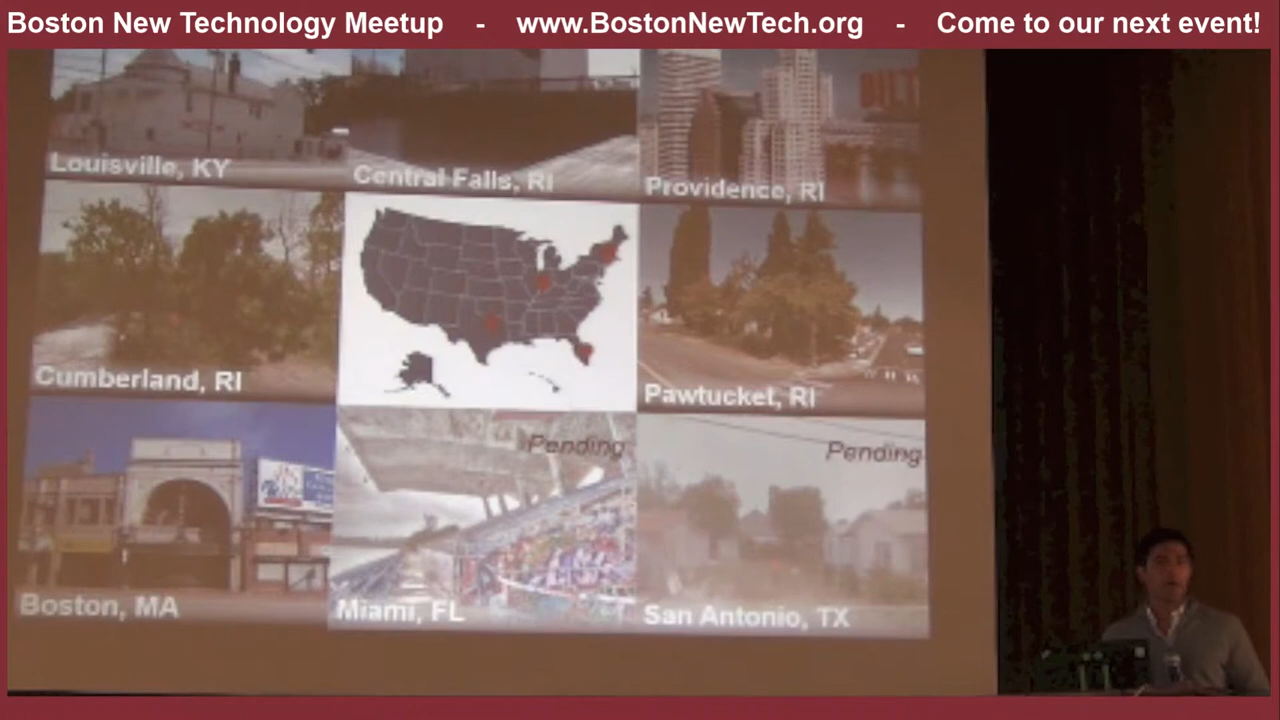 Boston New Technology Meetup - www.BostonNewTech.org - Come to our next event!
Louisville, KY
Central Falls, RI
Providence, RI
Cumberland, RI
Pawtucket, RI
Pending
Pending
Boston, MA
Miami, FL
San Antonio, TX